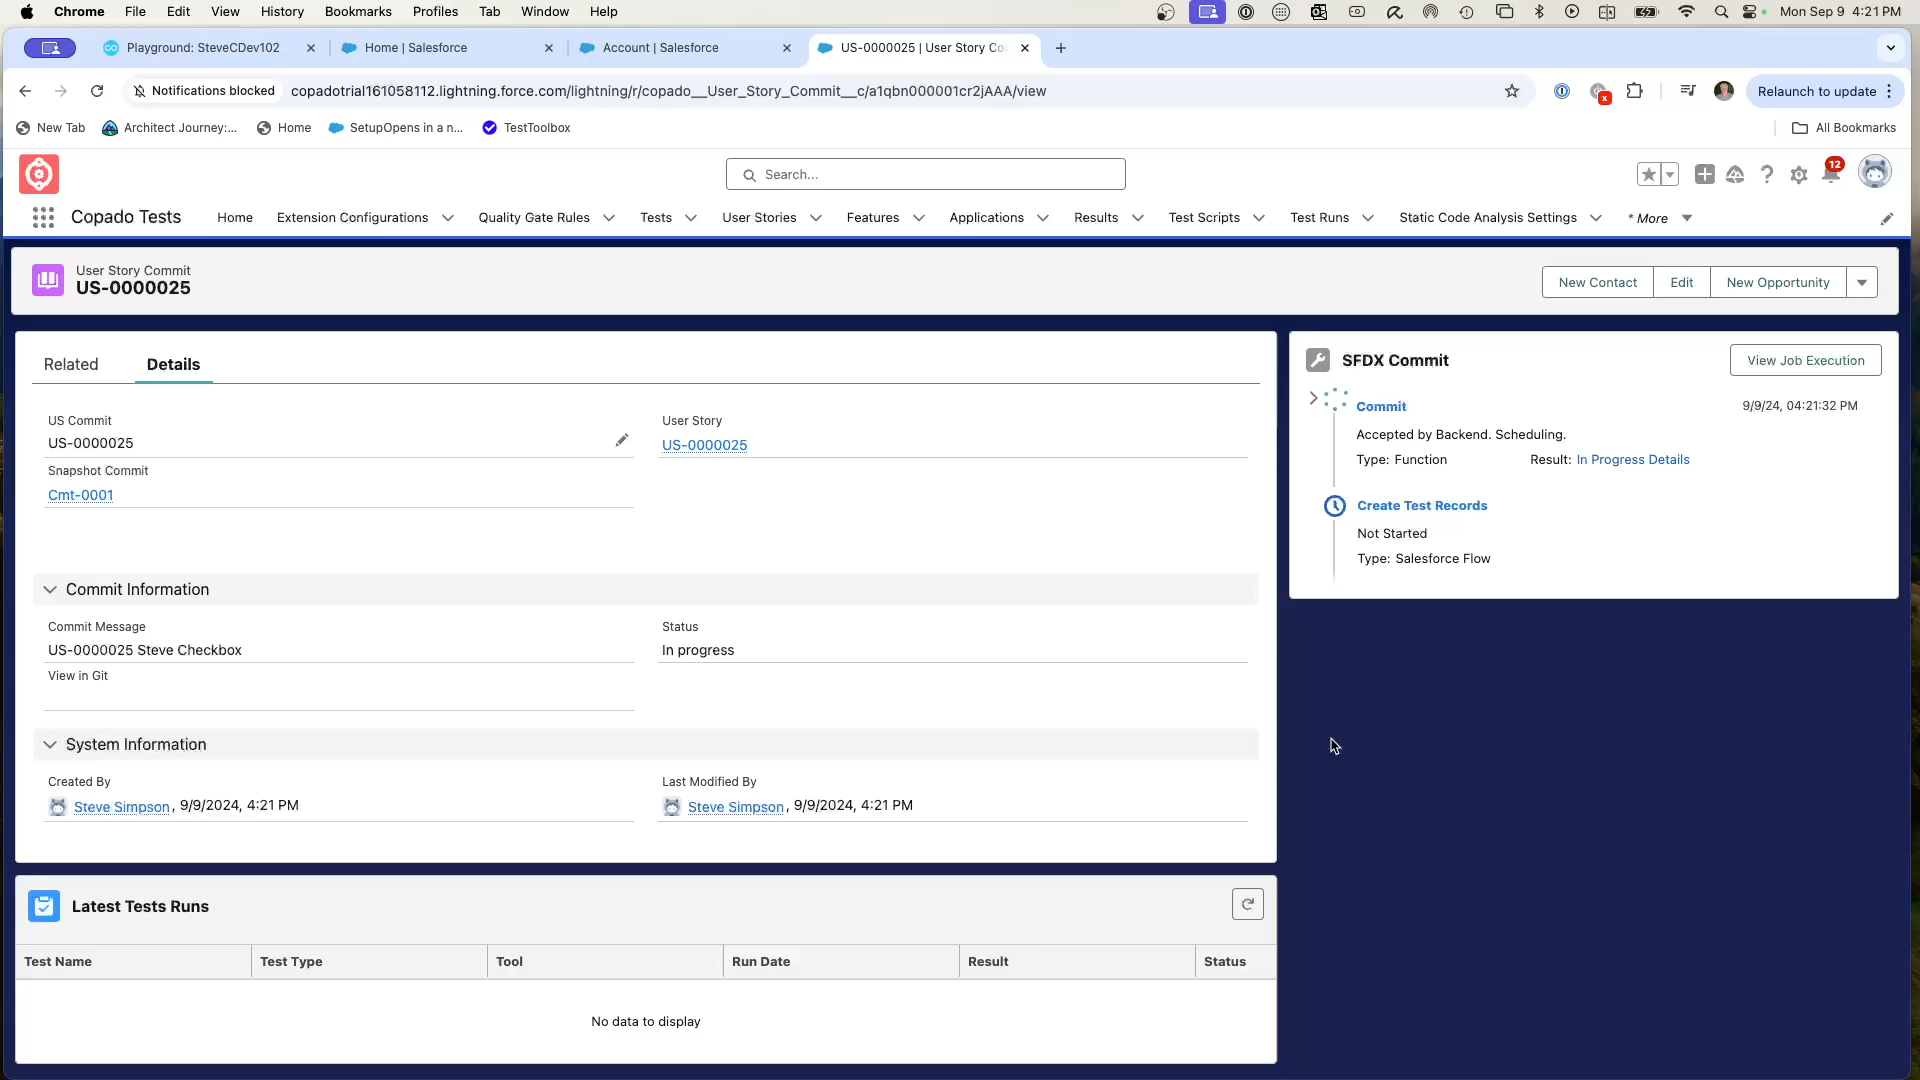 Chrome File Edit View History Bookmarks Profiles Tab Window Help Mon Sep 9 4:21 PM
Playground: SteveCDev102 Home | Salesforce Account | Salesforce US-0000025 | User Story Co
Notifications blocked copadotrial161058112.lightning.force.com/lightning/r/copado__User_Story_Commit__c/a1qbn000001cr2jAAA/view Relaunch to update
New Tab Architect Journey:... Home SetupOpens in a n... TestToolbox All Bookmarks
Search... 12
Copado Tests Home Extension Configurations Quality Gate Rules Tests User Stories Features Applications Results Test Scripts Test Runs Static Code Analysis Settings * More
User Story Commit
US-0000025
New Contact Edit New Opportunity
Related Details
US Commit
US-0000025
User Story
US-0000025
Snapshot Commit
Cmt-0001
Commit Information
Commit Message
US-0000025 Steve Checkbox
Status
In progress
View in Git
System Information
Created By
Steve Simpson, 9/9/2024, 4:21 PM
Last Modified By
Steve Simpson, 9/9/2024, 4:21 PM
Latest Tests Runs
Test Name Test Type Tool Run Date Result Status
No data to display
SFDX Commit View Job Execution
Commit 9/9/24, 04:21:32 PM
Accepted by Backend. Scheduling.
Type: Function Result: In Progress Details
Create Test Records
Not Started
Type: Salesforce Flow